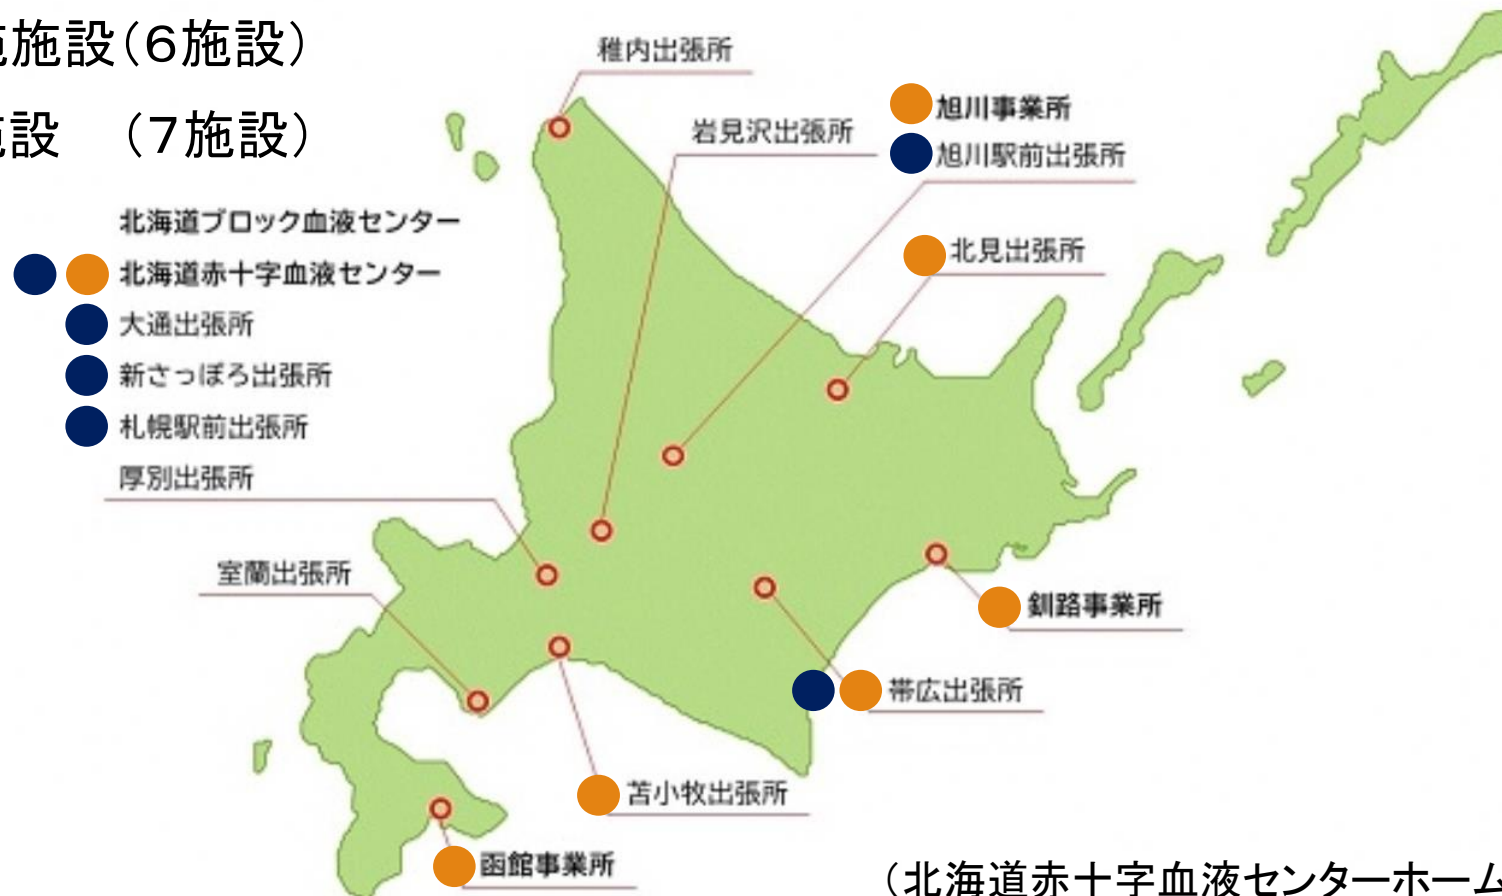 施設（６施設）
施設　（７施設）
稚内出張所
岩見沢出張所
旭川事業所
旭川駅前出張所
北海道ブロック血液センター
北海道赤十字血液センター
大通出張所
新さっぽろ出張所
札幌駅前出張所
厚別出張所
北見出張所
室蘭出張所
釧路事業所
帯広出張所
苫小牧出張所
函館事業所
（北海道赤十字血液センターホーム